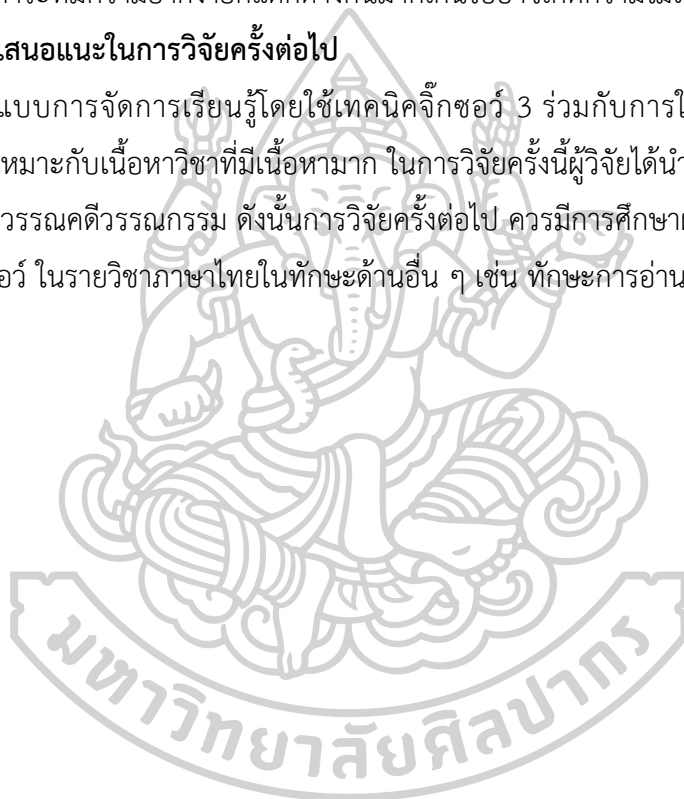 เสนอแนะในการวิจัยครั้งต่อไป
แบบการจัดการเรียนรู้โดยใช้เทคนิคจิ๊กซอว์ 3 ร่วมกับการใ
หมาะกับเนื้อหาวิชาที่มีเนื้อหามาก ในการวิจัยครั้งนี้ผู้วิจัยได้นำ
วรรณคดีวรรณกรรม ดังนั้นการวิจัยครั้งต่อไป ควรมีการศึกษา
อว์ ในรายวิชาภาษาไทยในทักษะด้านอื่น ๆ เช่น ทักษะการอ่าน
มหาวิทยาลัยศิลปากร